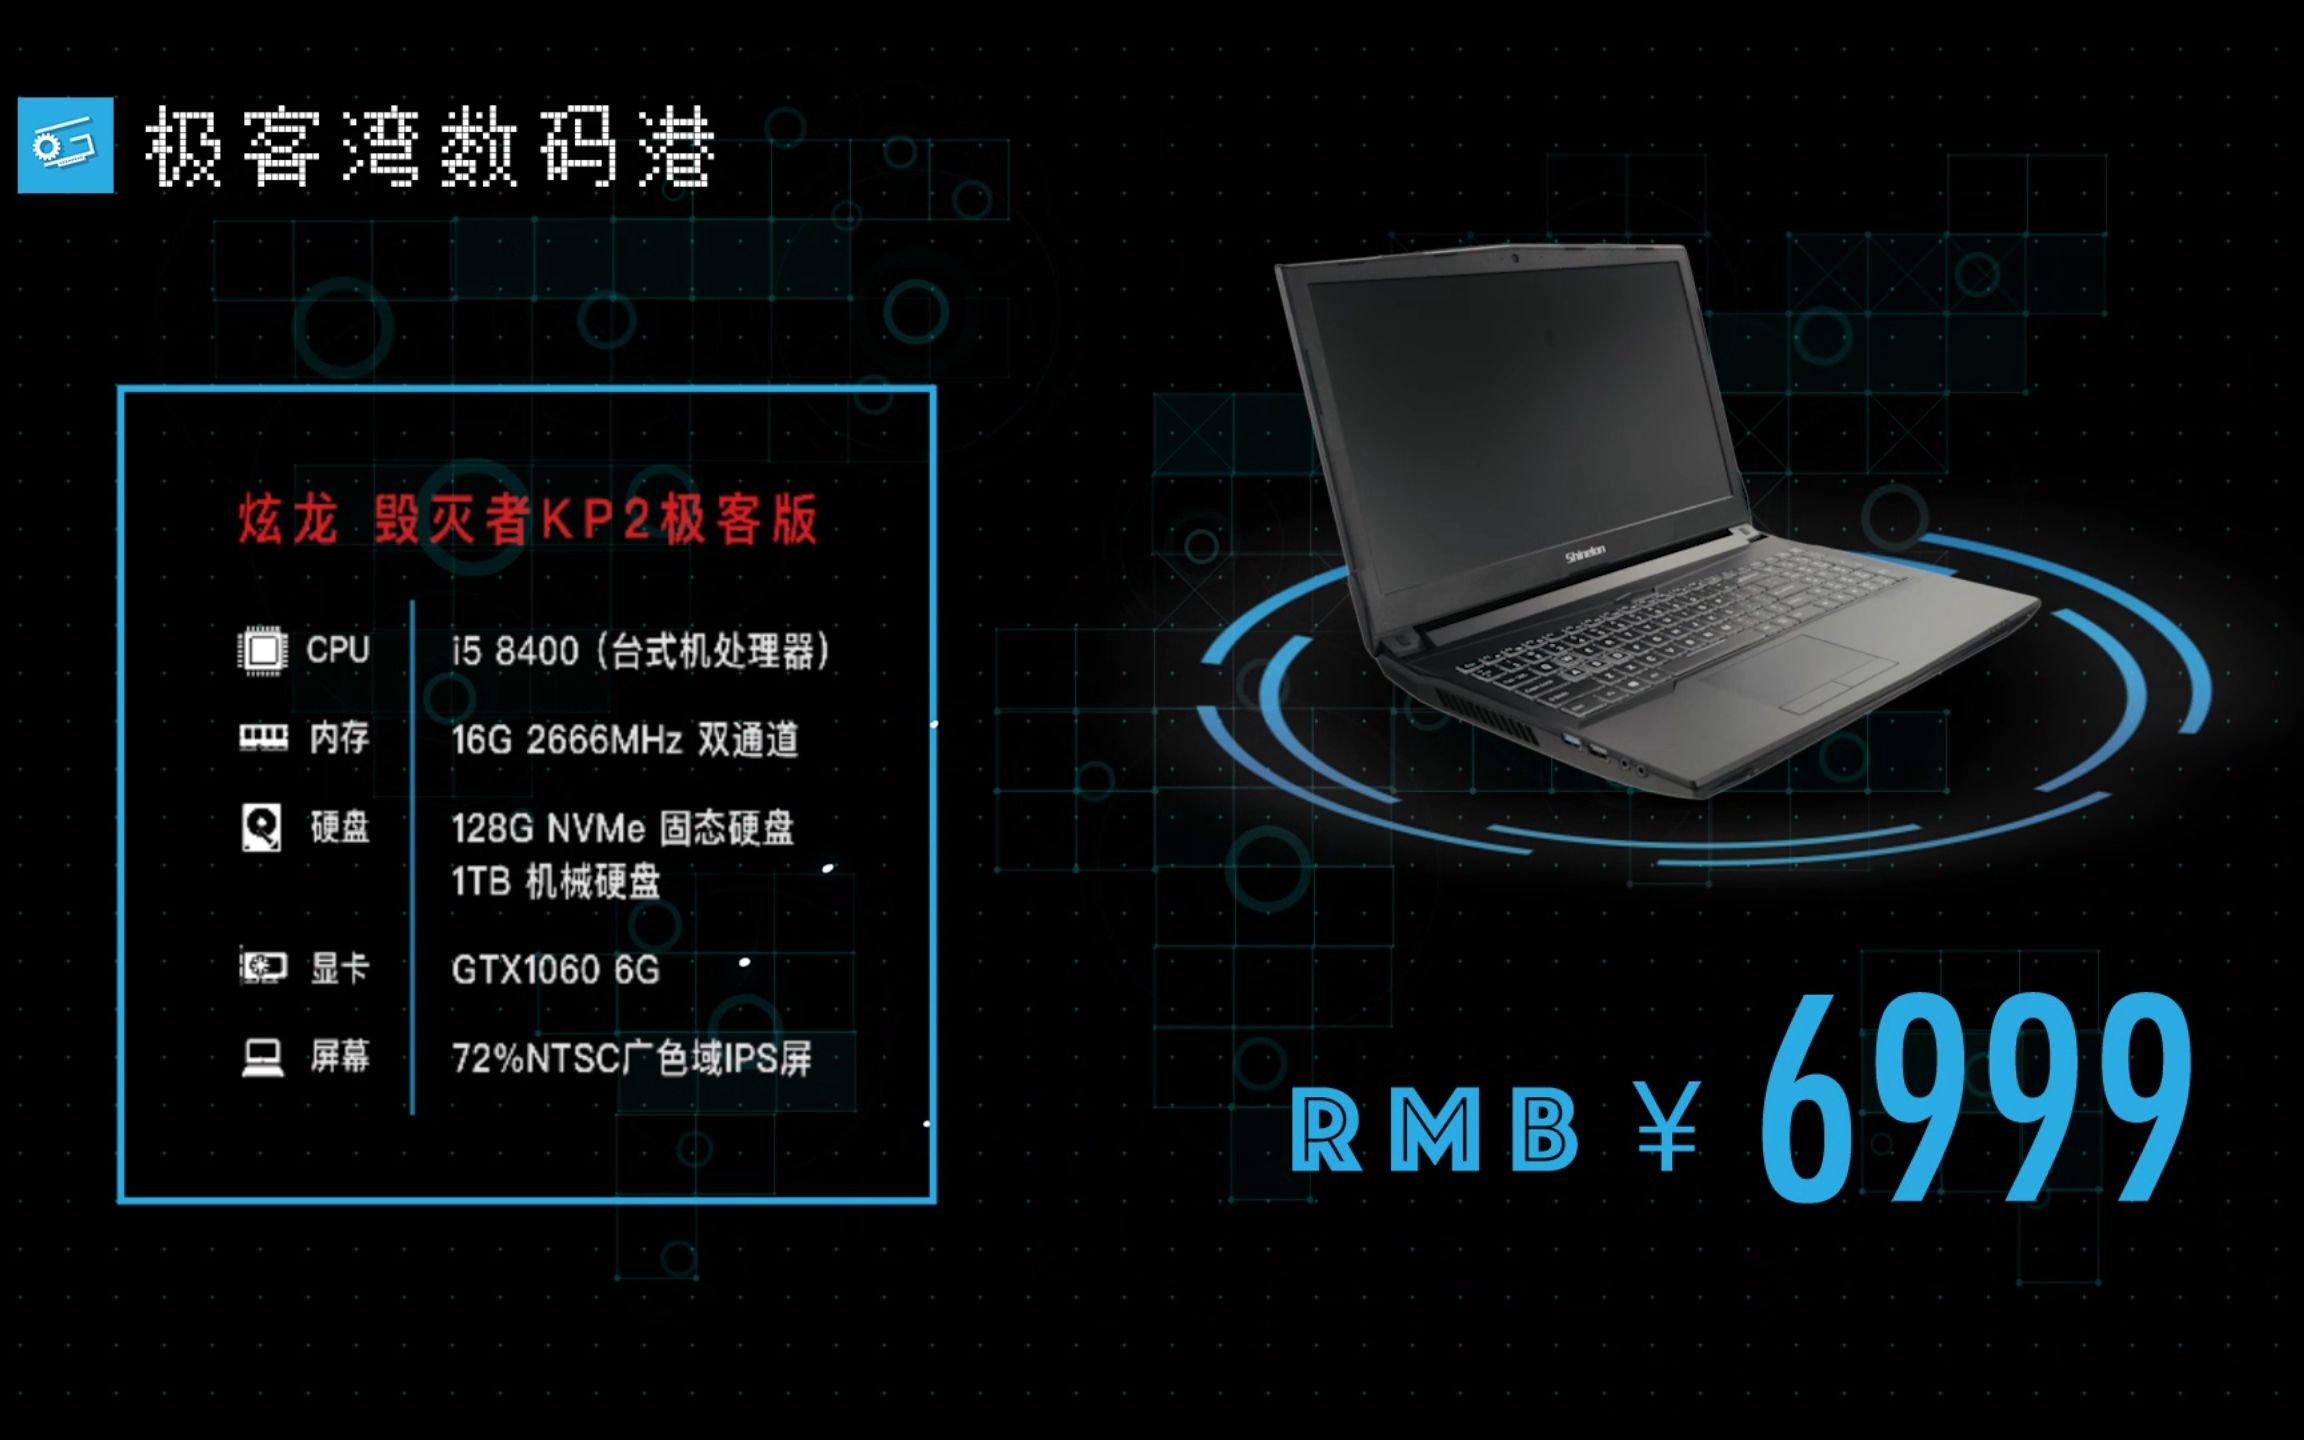 极客湾数码港
炫龙 毁灭者KP2极客版
CPU i5 8400（台式机处理器）
内存 16G 2666MHz 双通道
硬盘 128G NVMe 固态硬盘
1TB 机械硬盘
显卡 GTX1060 6G
屏幕 72%NTSC广色域IPS屏
Shinelon
RMB ¥ 6999